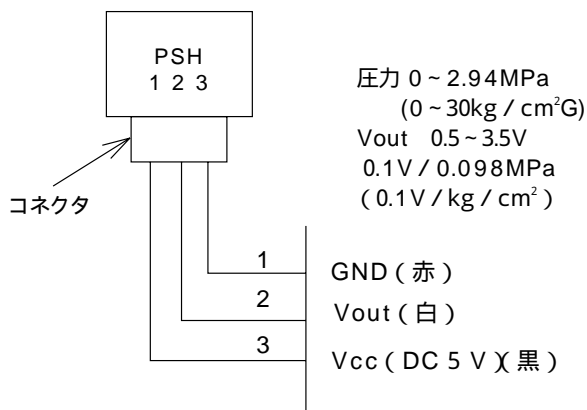 PSH
1 2 3
圧力 0 ~ 2.94MPa
(0 ~ 30kg / cm²G)
Vout 0.5 ~ 3.5V
0.1V / 0.098MPa
( 0.1V / kg / cm² )
コネクタ
1
GND ( 赤 )
2
Vout ( 白 )
3
Vcc ( DC 5 V )( 黒 )